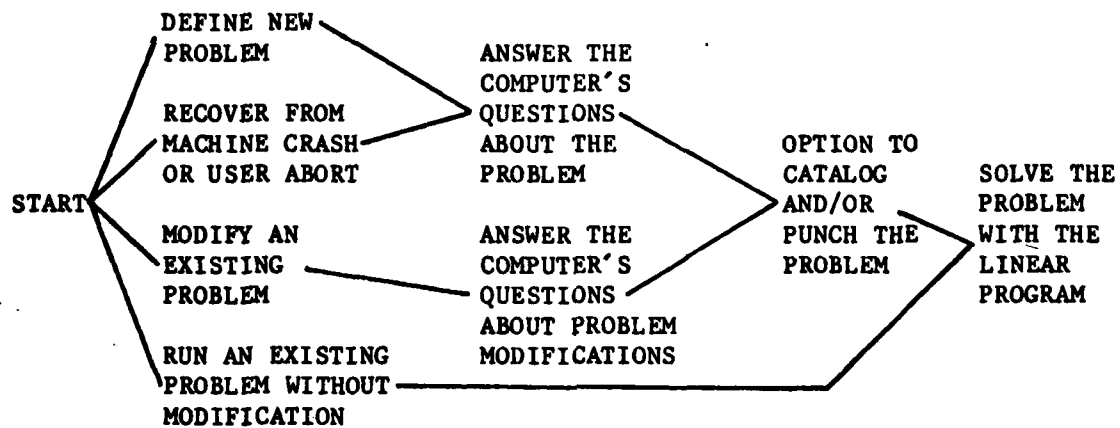 START
DEFINE NEW
PROBLEM
RECOVER FROM
MACHINE CRASH
OR USER ABORT
MODIFY AN
EXISTING
PROBLEM
RUN AN EXISTING
PROBLEM WITHOUT
MODIFICATION
ANSWER THE
COMPUTER'S
QUESTIONS
ABOUT THE
PROBLEM
ANSWER THE
COMPUTER'S
QUESTIONS
ABOUT PROBLEM
MODIFICATIONS
OPTION TO
CATALOG
AND/OR
PUNCH THE
PROBLEM
SOLVE THE
PROBLEM
WITH THE
LINEAR
PROGRAM